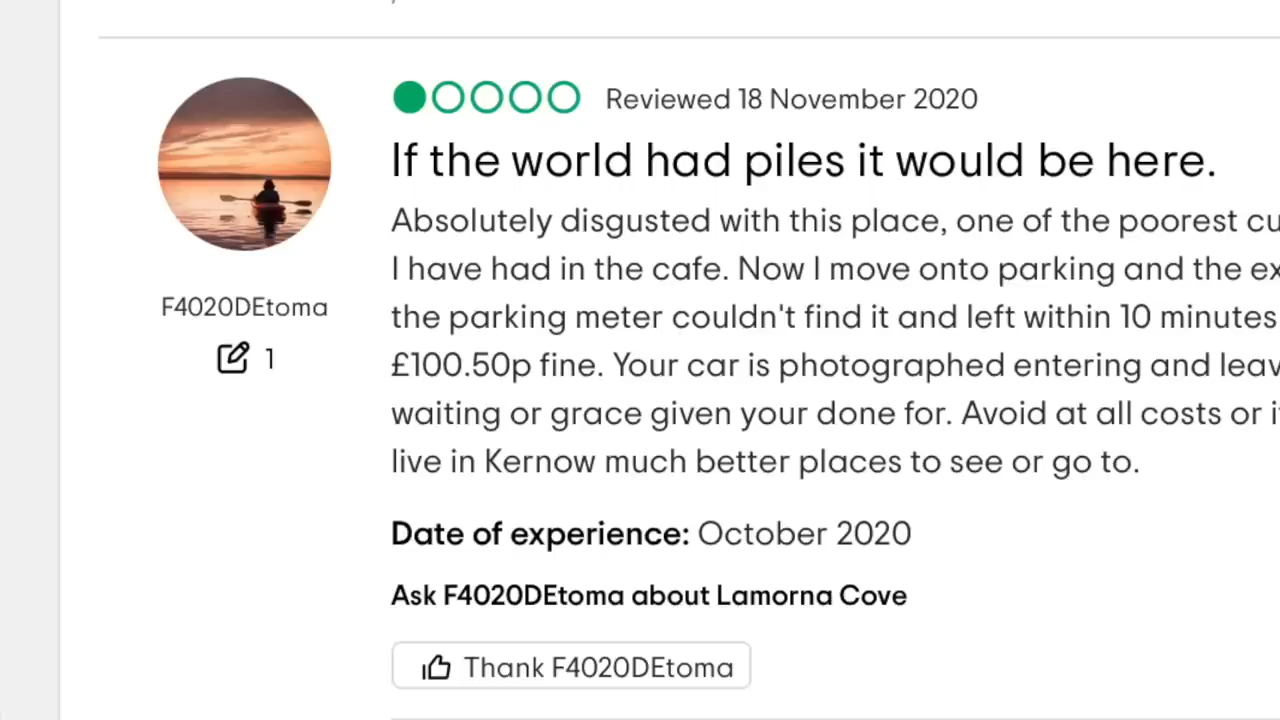 Reviewed 18 November 2020
If the world had piles it would be here.
Absolutely disgusted with this place, one of the poorest
I have had in the cafe. Now I move onto parking and the
F4020DEtoma
the parking meter couldn't find it and left within 10 minutes
1
£100.50p fine. Your car is photographed entering and
waiting or grace given your done for. Avoid at all costs or
live in Kernow much better places to see or go to.
Date of experience: October 2020
Ask F4020DEtoma about Lamorna Cove
Thank F4020DEtoma